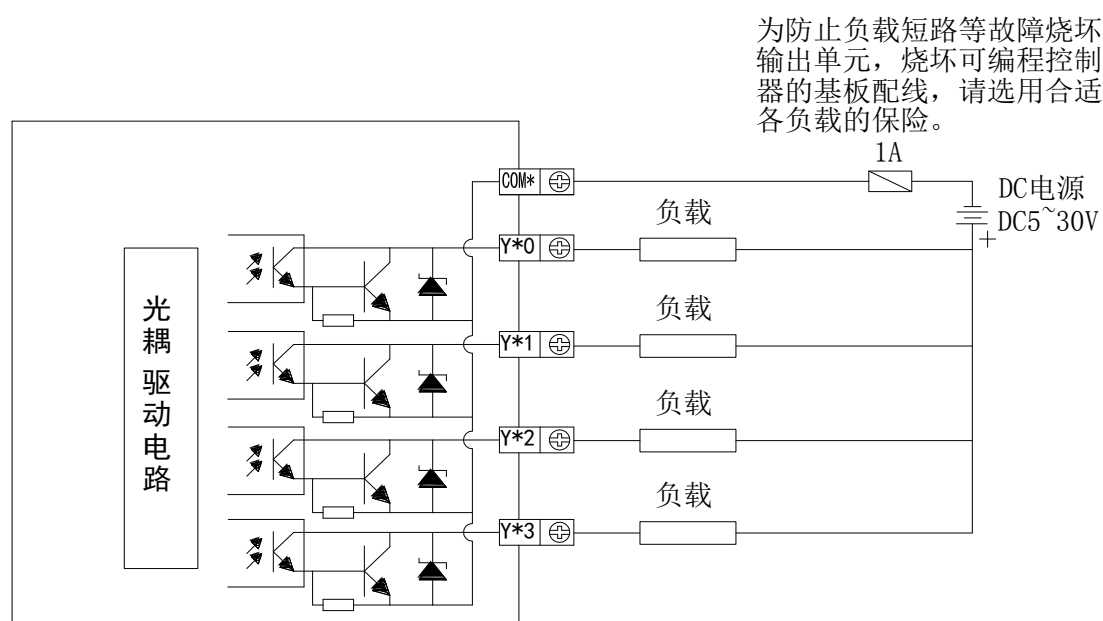 为防止负载短路等故障烧坏
输出单元，烧坏可编程控制
器的基板配线，请选用合适
各负载的保险。
1A
COM*
DC电源
DC5~30V
+
负载
Y*0
负载
Y*1
负载
Y*2
负载
Y*3
光耦驱动电路